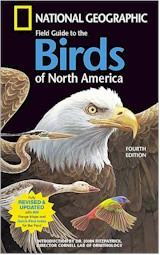 NATIONAL GEOGRAPHIC
Field Guide to the
Birds
of North America
FOURTH EDITION
Fully
REVISED &
UPDATED
INTRODUCTION BY DR. JOHN FITZPATRICK,
DIRECTOR CORNELL LAB OF ORNITHOLOGY